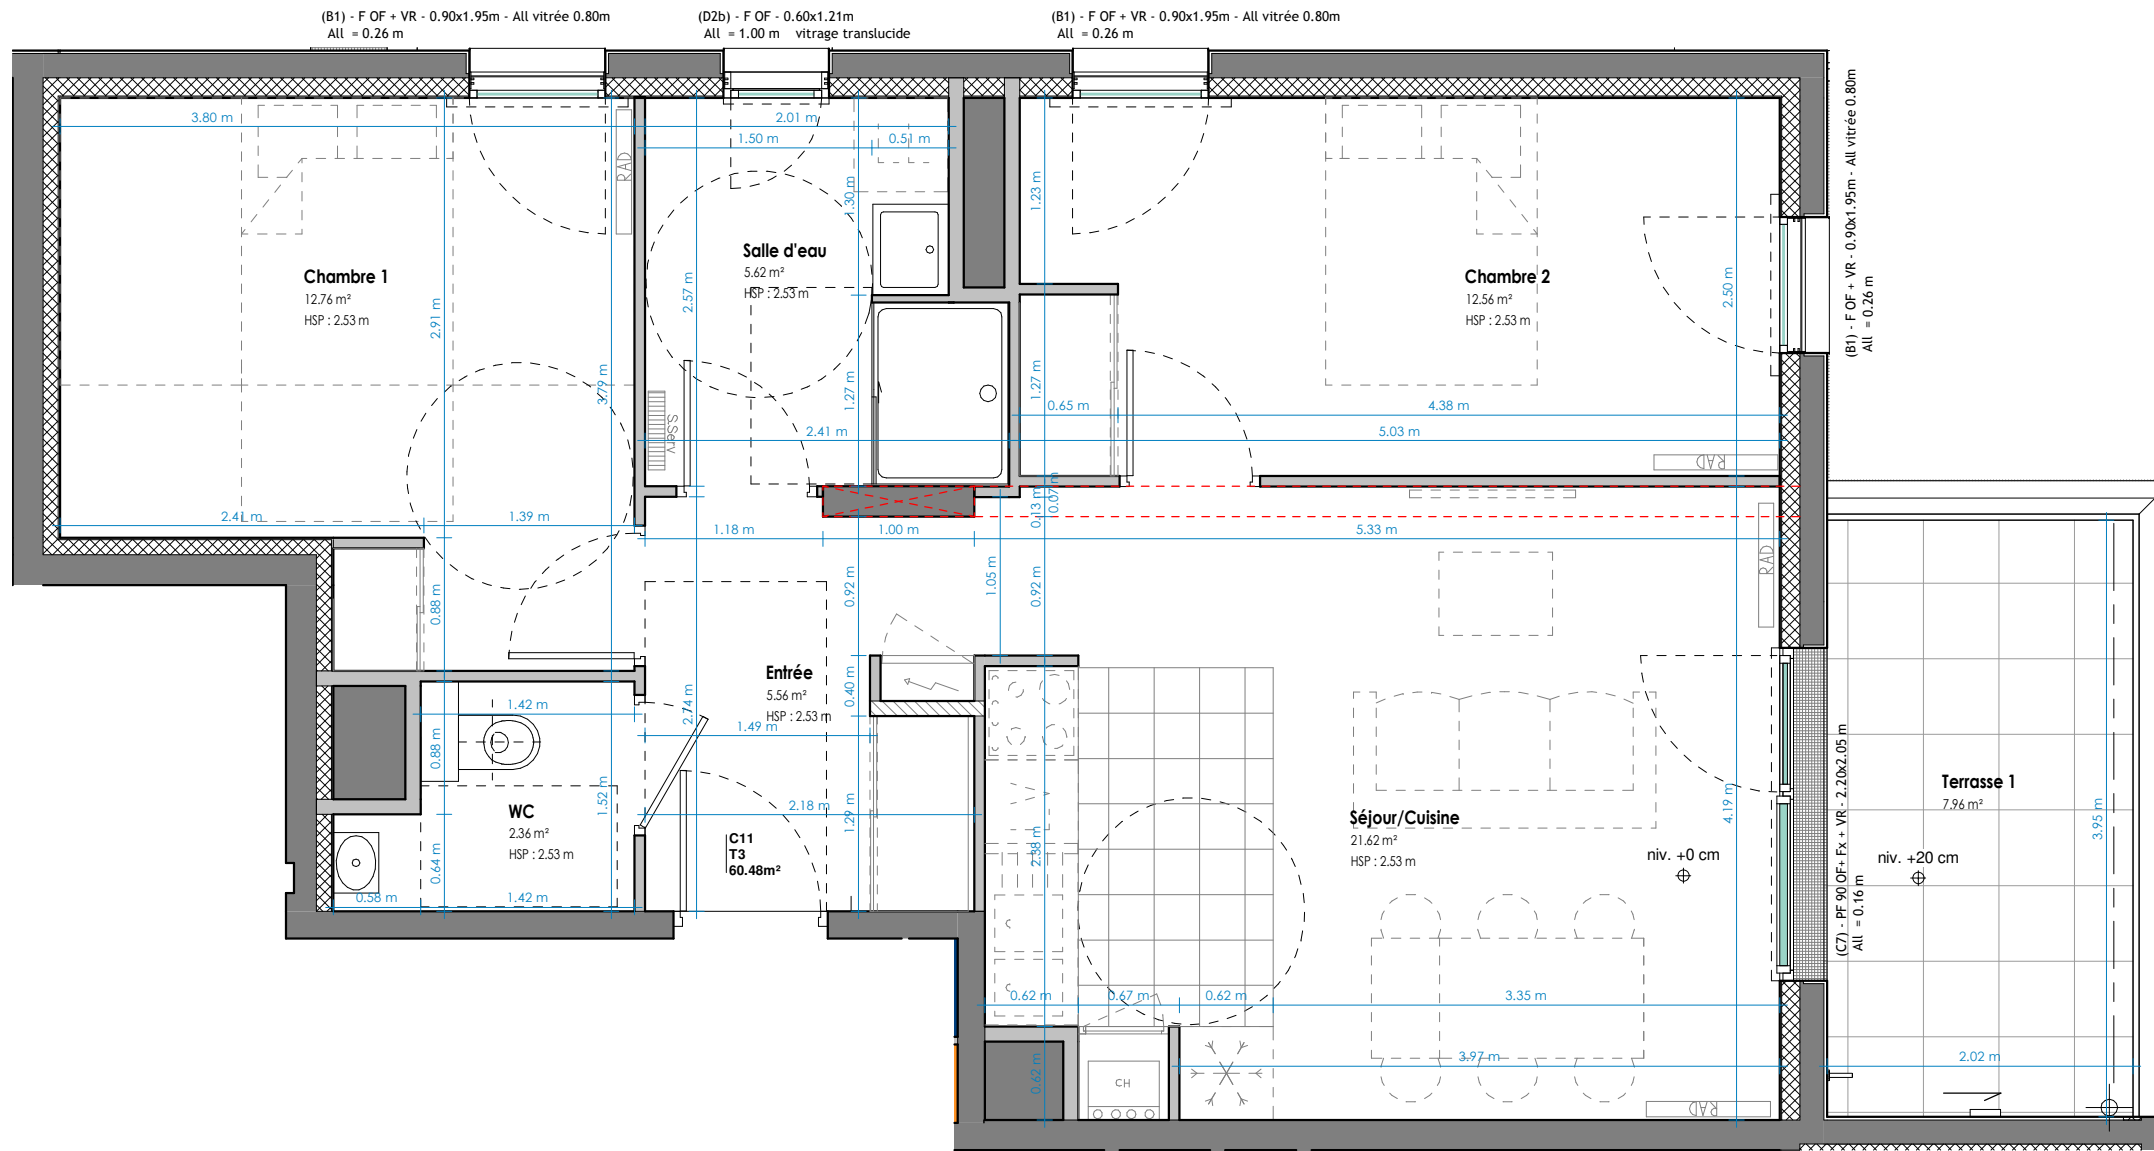 (B1) - F OF + VR - 0.90x1.95m - All vitrée 0.80m
All = 0.26 m
(D2b) - F OF - 0.60x1.21m
All = 1.00 m vitrage translucide
(B1) - F OF + VR - 0.90x1.95m - All vitrée 0.80m
All = 0.26 m
(B1) - F OF + VR - 0.90x1.95m - All vitrée 0.80m
All = 0.26 m
3.80 m
2.01 m
1.50 m
0.51 m
RAD
1.30 m
1.23 m
Chambre 1
12.76 m²
HSP : 2.53 m
Salle d'eau
5.62 m²
HSP : 2.53 m
Chambre 2
12.56 m²
HSP : 2.53 m
2.91 m
2.57 m
2.50 m
3.79 m
1.27 m
1.27 m
0.65 m
4.38 m
S.Serv
2.41 m
5.03 m
RAD
2.41 m
1.39 m
1.18 m
1.00 m
0.13 m
0.07 m
5.33 m
RAD
0.88 m
0.92 m
1.05 m
0.92 m
Entrée
5.56 m²
HSP : 2.53 m
1.42 m
2.74 m
0.40 m
1.49 m
0.88 m
WC
2.36 m²
HSP : 2.53 m
1.52 m
2.18 m
1.29 m
C11
T3
60.48m²
0.64 m
0.58 m
1.42 m
2.38 m
Séjour/Cuisine
21.62 m²
HSP : 2.53 m
4.19 m
niv. +0 cm
(C7) - PF 90 OF+ Fx + VR - 2.20x2.05 m
All = 0.16 m
Terrasse 1
7.96 m²
niv. +20 cm
3.95 m
0.62 m
0.67 m
0.62 m
3.35 m
0.62 m
3.97 m
2.02 m
CH
RAD